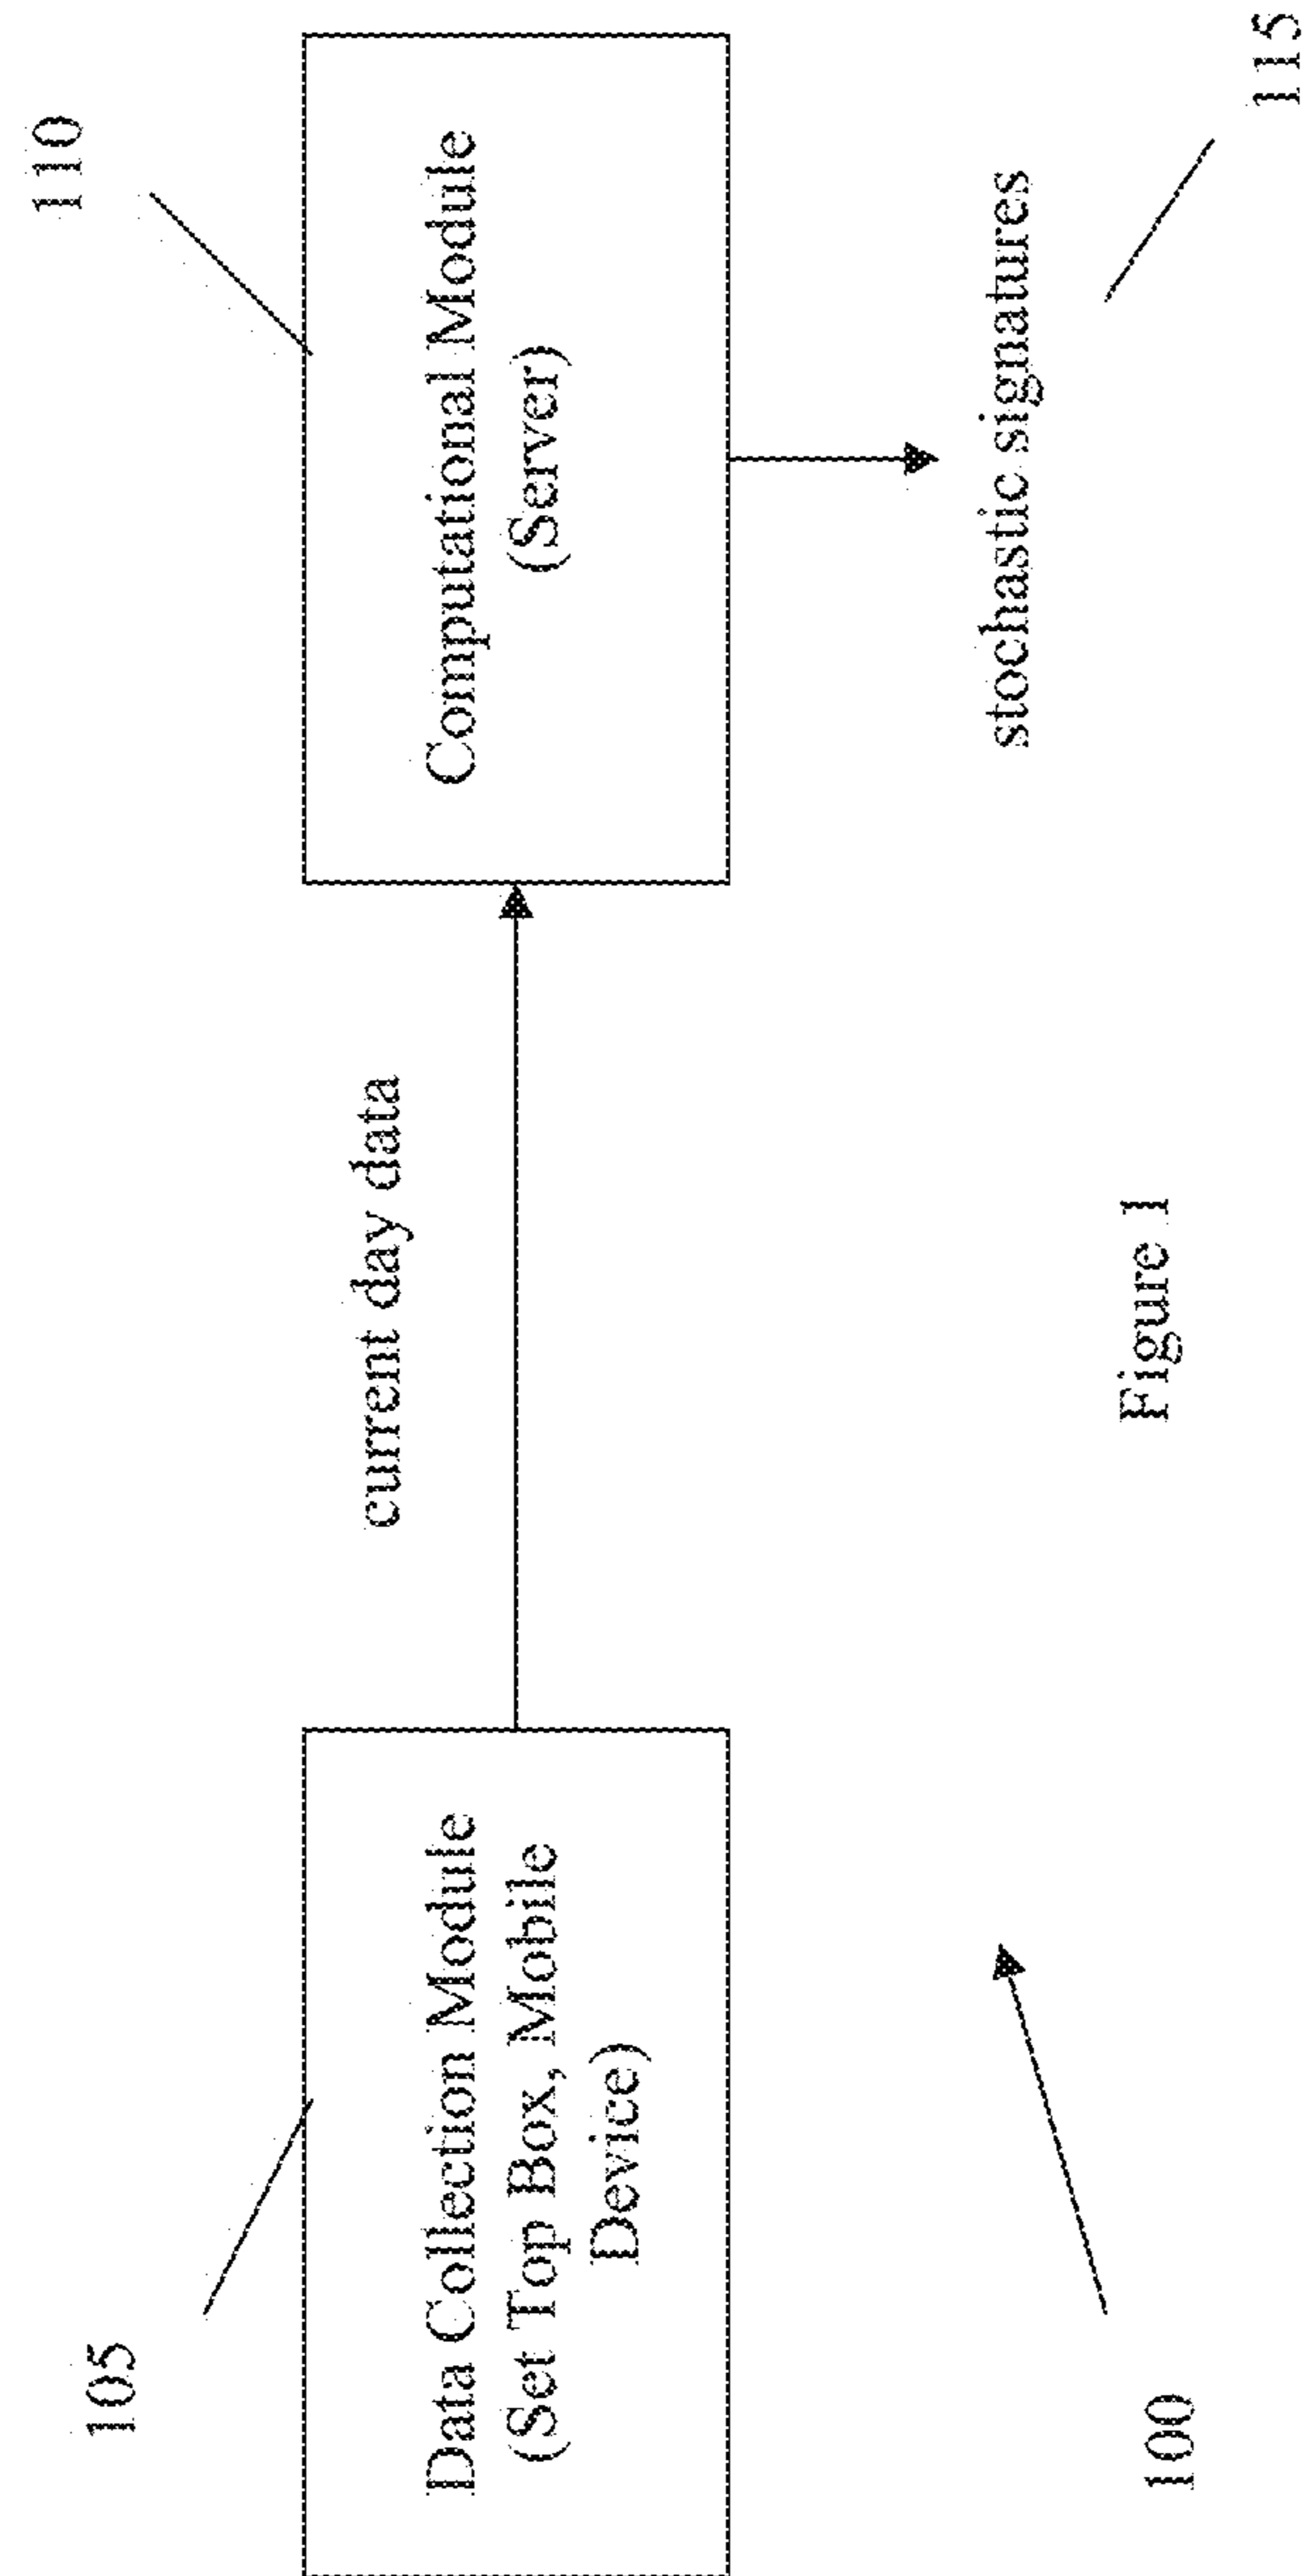 105
Data Collection Module
(Set Top Box, Mobile
Device)
current day data
110
Computational Module
(Server)
stochastic signatures
115
100
Figure 1